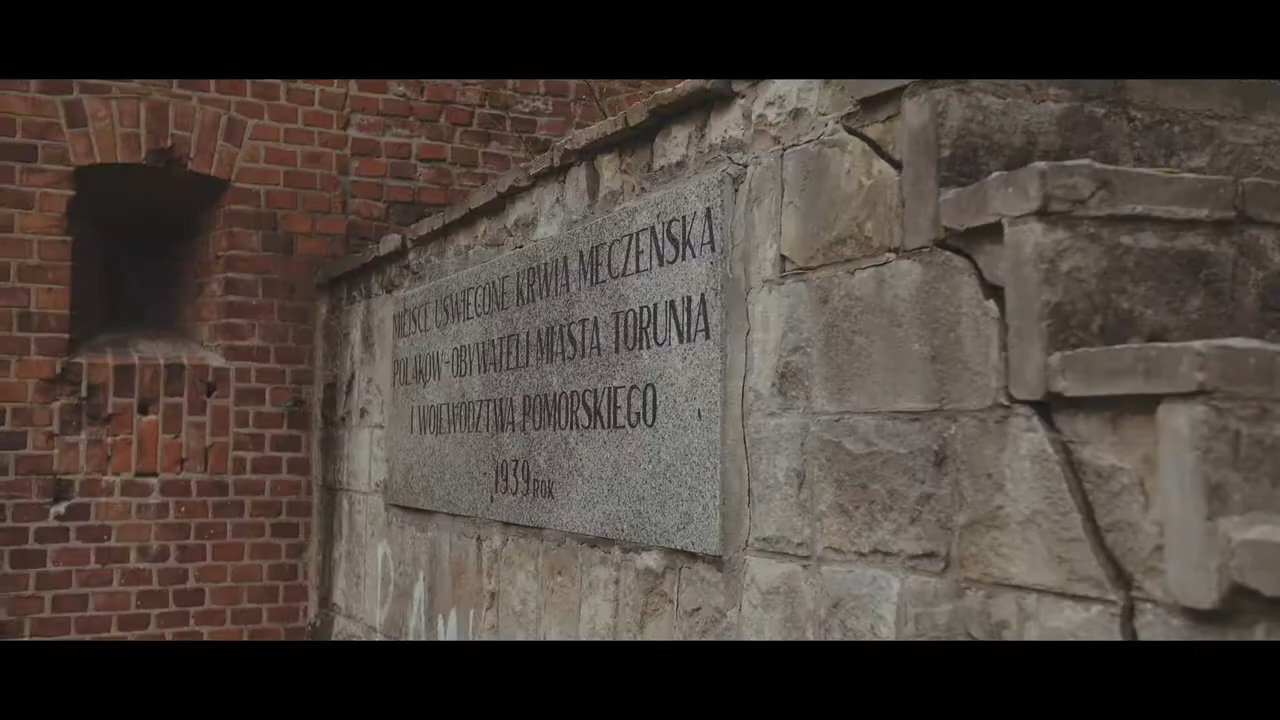 MIEJSCE UŚWIĘCONE KRWIĄ MĘCZEŃSKĄ
POLAKÓW-OBYWATELI MIASTA TORUNIA
I WOJEWÓDZTWA POMORSKIEGO
1939 ROK